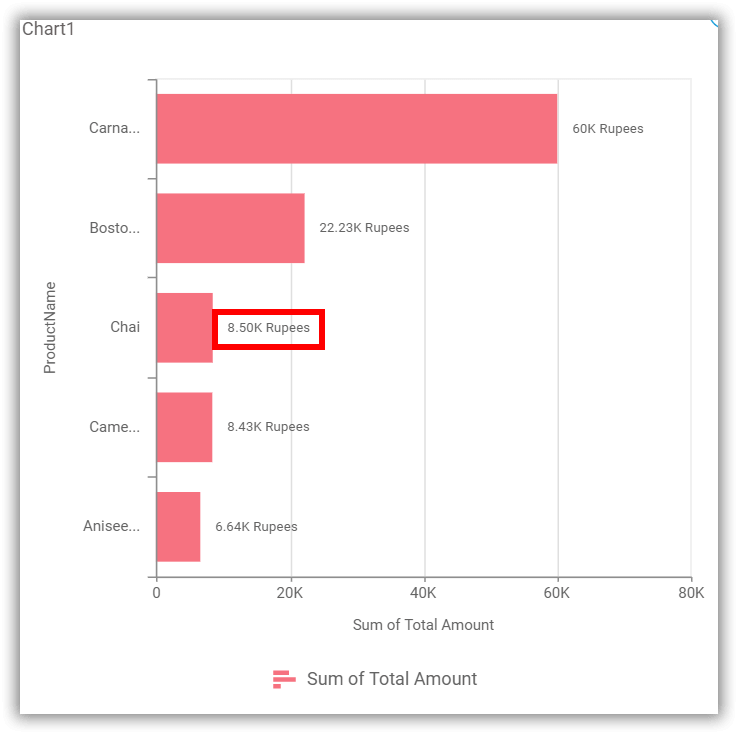 Chart1
Carna...
60K Rupees
Bosto...
22.23K Rupees
Chai
8.50K Rupees
Came...
8.43K Rupees
Anisee...
6.64K Rupees
ProductName
0 20K 40K 60K 80K
Sum of Total Amount
Sum of Total Amount